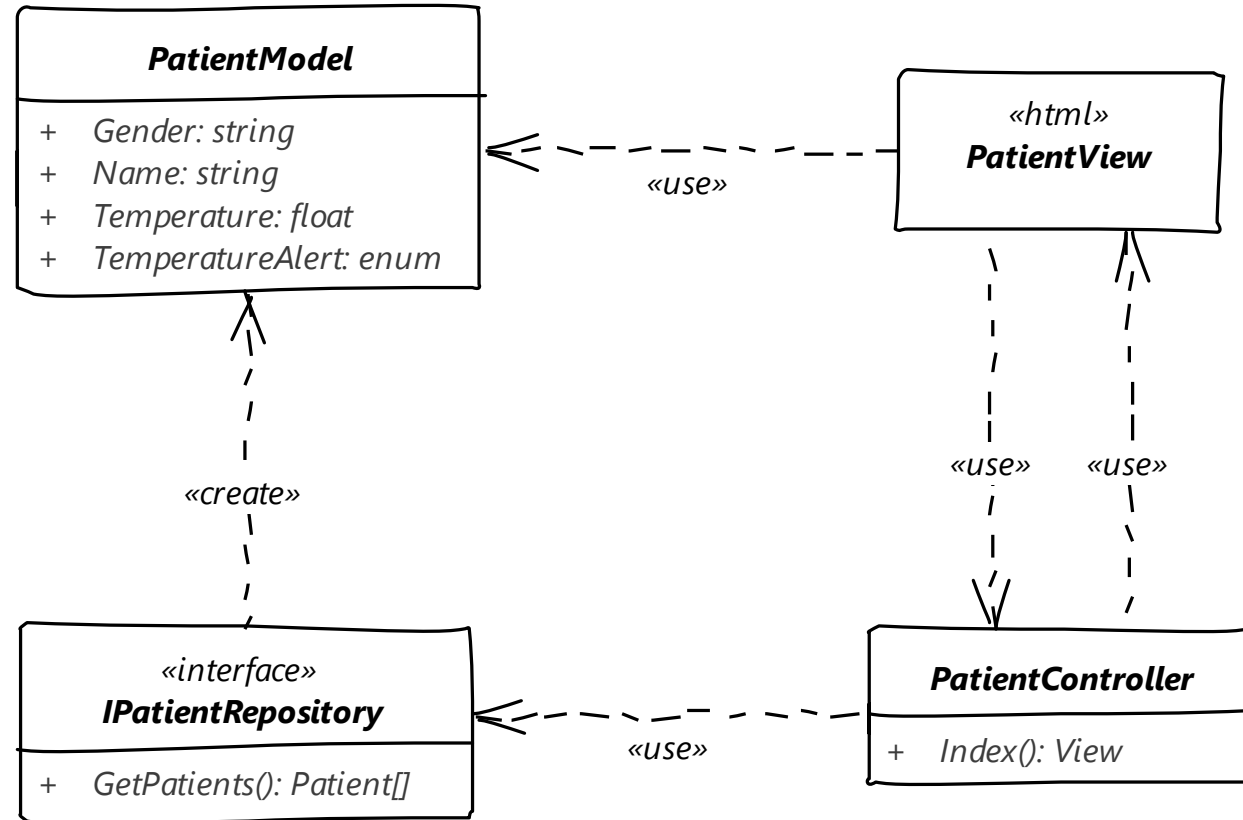 PatientModel
+ Gender: string
+ Name: string
+ Temperature: float
+ TemperatureAlert: enum
«html»
PatientView
«use»
«use» «use»
«create»
«interface»
IPatientRepository
+ GetPatients(): Patient[]
«use»
PatientController
+ Index(): View